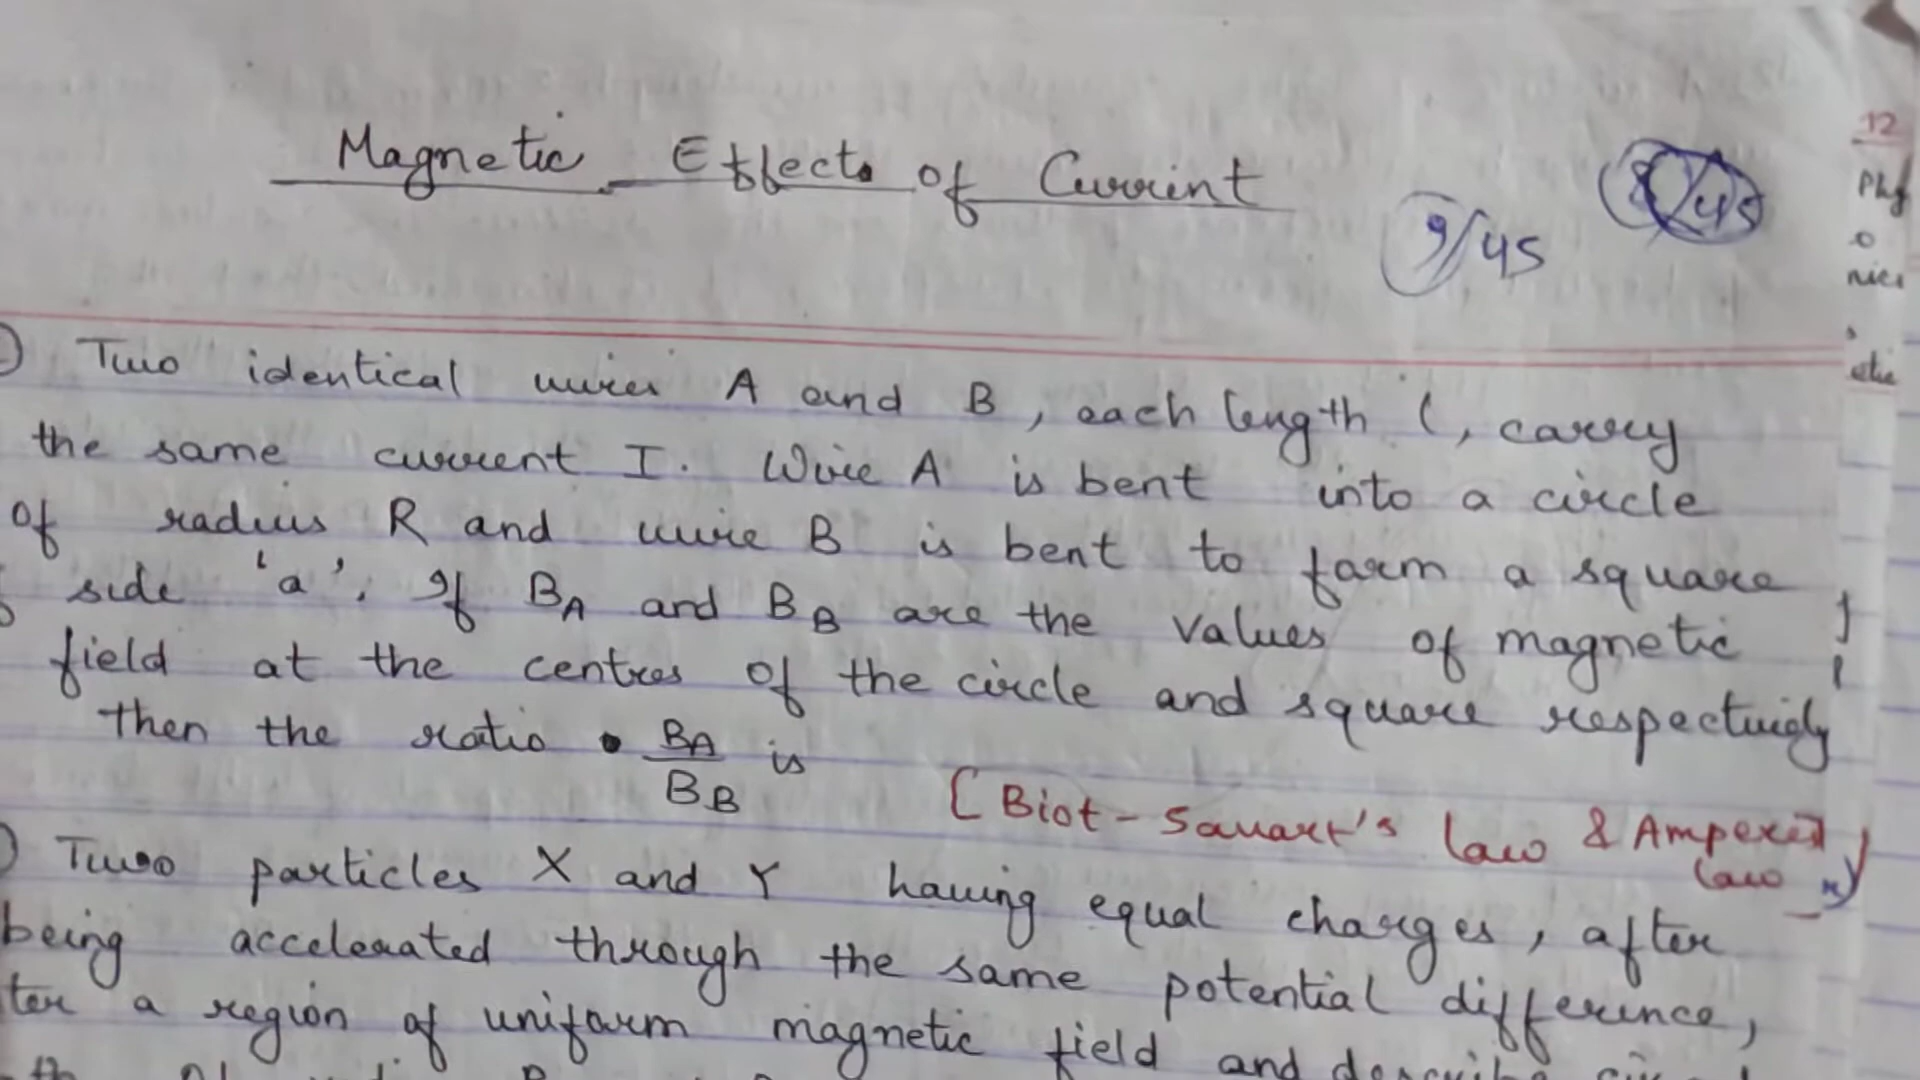 Magnetic Effects of Current
9/45
8/45
12
Two identical wires A and B, each length l, carry
the same current I. Wire A is bent into a circle
of radius R and wire B is bent to form a square
side 'a'. If BA and BB are the values of magnetic
field at the centres of the circle and square respectively
then the ratio BA/BB is
[Biot-Savart's law & Ampere's
law
Two particles X and Y having equal charges, after
being accelerated through the same potential difference,
a region of uniform magnetic field and